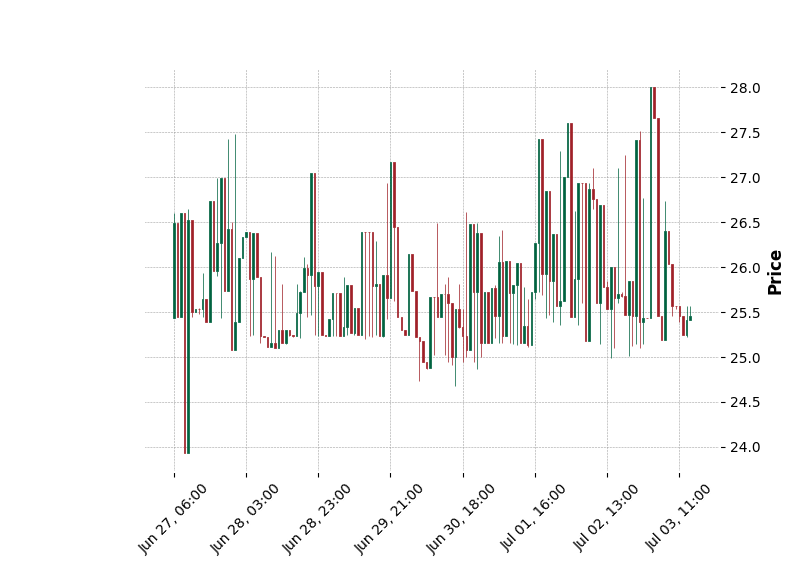 28.0
27.5
27.0
26.5
26.0
25.5
25.0
24.5
24.0
Price
Jun 27, 06:00
Jun 28, 03:00
Jun 28, 23:00
Jun 29, 21:00
Jun 30, 18:00
Jul 01, 16:00
Jul 02, 13:00
Jul 03, 11:00